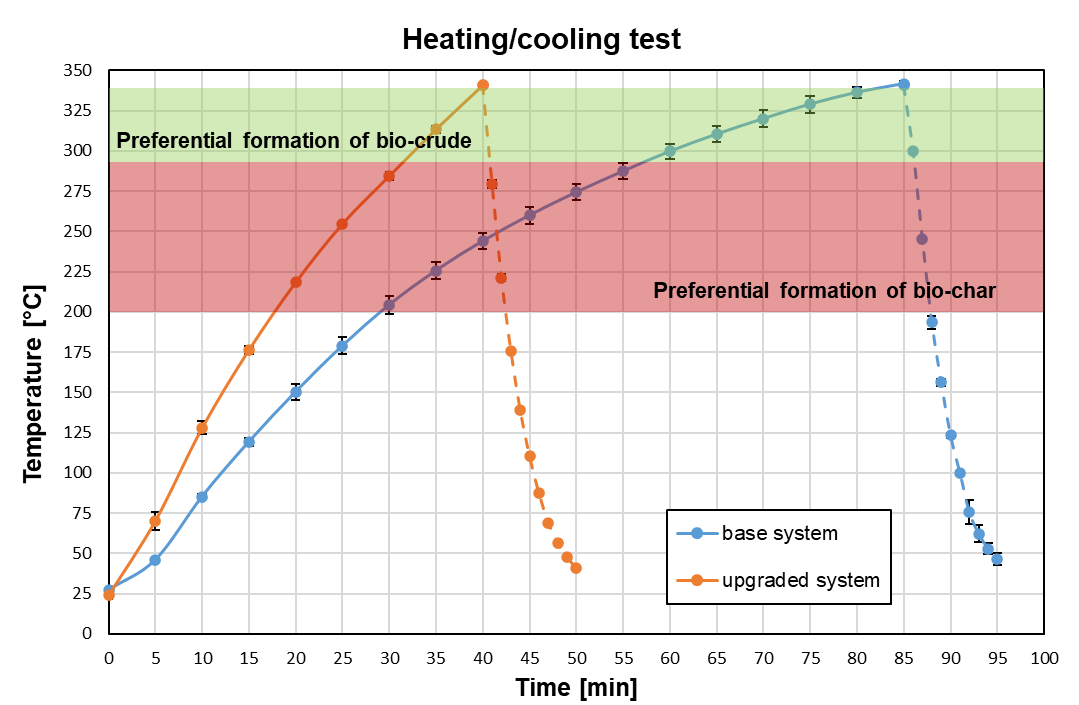 Heating/cooling test
350
325
300
275
250
225
200
175
150
125
100
75
50
25
0
Temperature [°C]
Preferential formation of bio-crude
Preferential formation of bio-char
base system
upgraded system
0 5 10 15 20 25 30 35 40 45 50 55 60 65 70 75 80 85 90 95 100
Time [min]